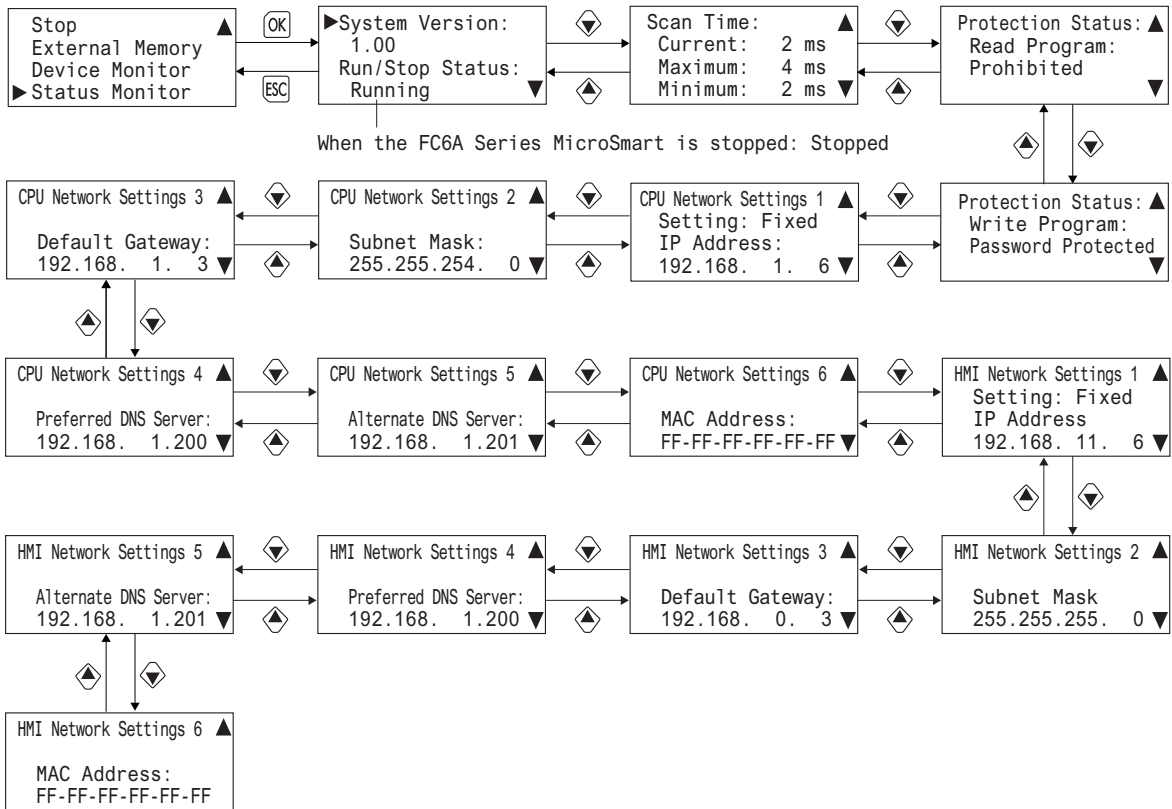 Stop
External Memory
Device Monitor
▶Status Monitor
OK
ESC
▶System Version:
1.00
Run/Stop Status:
Running
Scan Time:
Current: 2 ms
Maximum: 4 ms
Minimum: 2 ms
Protection Status:
Read Program:
Prohibited
When the FC6A Series MicroSmart is stopped: Stopped
CPU Network Settings 3
Default Gateway:
192.168. 1. 3
CPU Network Settings 2
Subnet Mask:
255.255.254. 0
CPU Network Settings 1
Setting: Fixed
IP Address:
192.168. 1. 6
Protection Status:
Write Program:
Password Protected
CPU Network Settings 4
Preferred DNS Server:
192.168. 1.200
CPU Network Settings 5
Alternate DNS Server:
192.168. 1.201
CPU Network Settings 6
MAC Address:
FF-FF-FF-FF-FF-FF
HMI Network Settings 1
Setting: Fixed
IP Address
192.168. 11. 6
HMI Network Settings 5
Alternate DNS Server:
192.168. 1.201
HMI Network Settings 4
Preferred DNS Server:
192.168. 1.200
HMI Network Settings 3
Default Gateway:
192.168. 0. 3
HMI Network Settings 2
Subnet Mask
255.255.255. 0
HMI Network Settings 6
MAC Address:
FF-FF-FF-FF-FF-FF